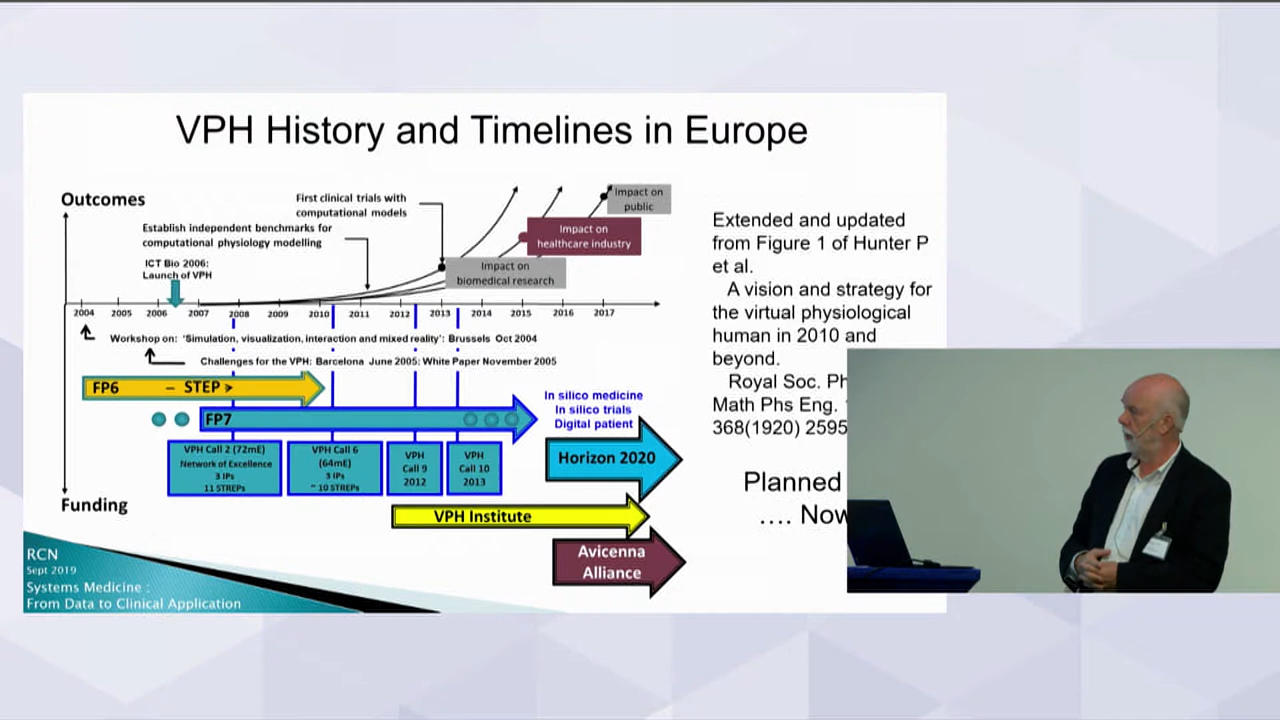 VPH History and Timelines in Europe
Outcomes
First clinical trials with
computational models
Impact on
public
Establish independent benchmarks for
computational physiology modelling
Impact on
healthcare industry
ICT Bio 2006:
Launch of VPH
Impact on
biomedical research
2004 2005 2006 2007 2008 2009 2010 2011 2012 2013 2014 2015 2016 2017
Workshop on: 'Simulation, visualization, interaction and mixed reality': Brussels Oct 2004
Challenges for the VPH: Barcelona June 2005: White Paper November 2005
FP6 – STEP >
FP7
In silico medicine
In silico trials
Digital patient
VPH Call 2 (72mE)
Network of Excellence
3 IPs
11 STREPs
VPH Call 6
(64mE)
3 IPs
~ 10 STREPs
VPH
Call 9
2012
VPH
Call 10
2013
Horizon 2020
Funding
VPH Institute
Avicenna
Alliance
Extended and updated
from Figure 1 of Hunter P
et al.
A vision and strategy for
the virtual physiological
human in 2010 and
beyond.
Royal Soc. Ph
Math Phs Eng.
368(1920) 2595
Planned
.... Now
RCN
Sept 2019
Systems Medicine :
From Data to Clinical Application